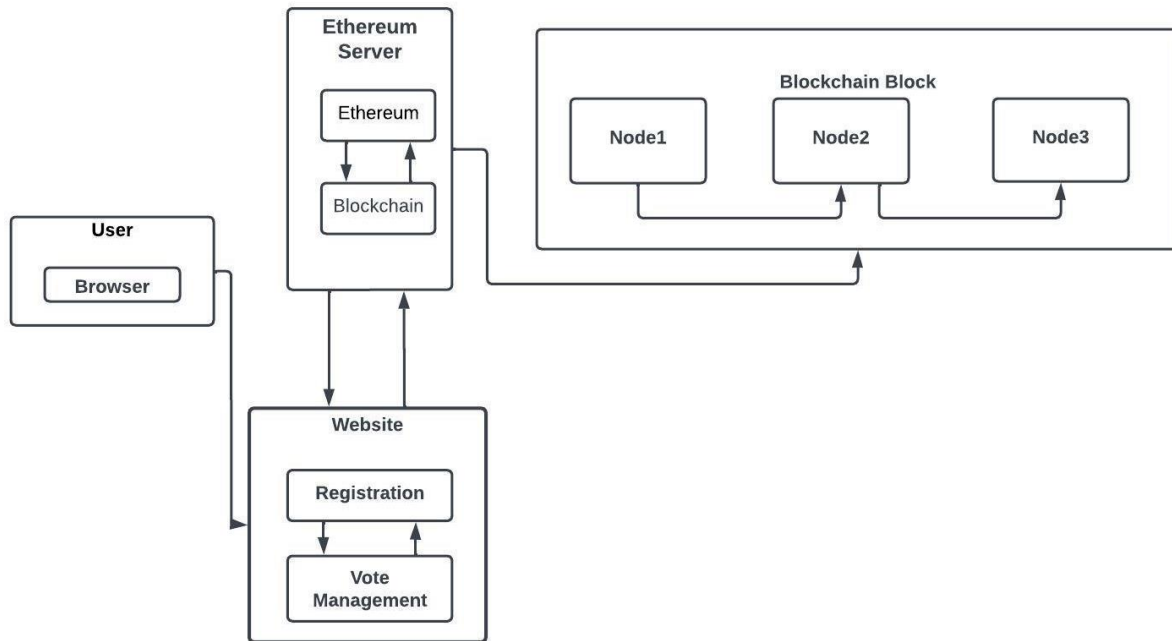 Ethereum
Server
Ethereum
Blockchain
Blockchain Block
Node1
Node2
Node3
User
Browser
Website
Registration
Vote
Management